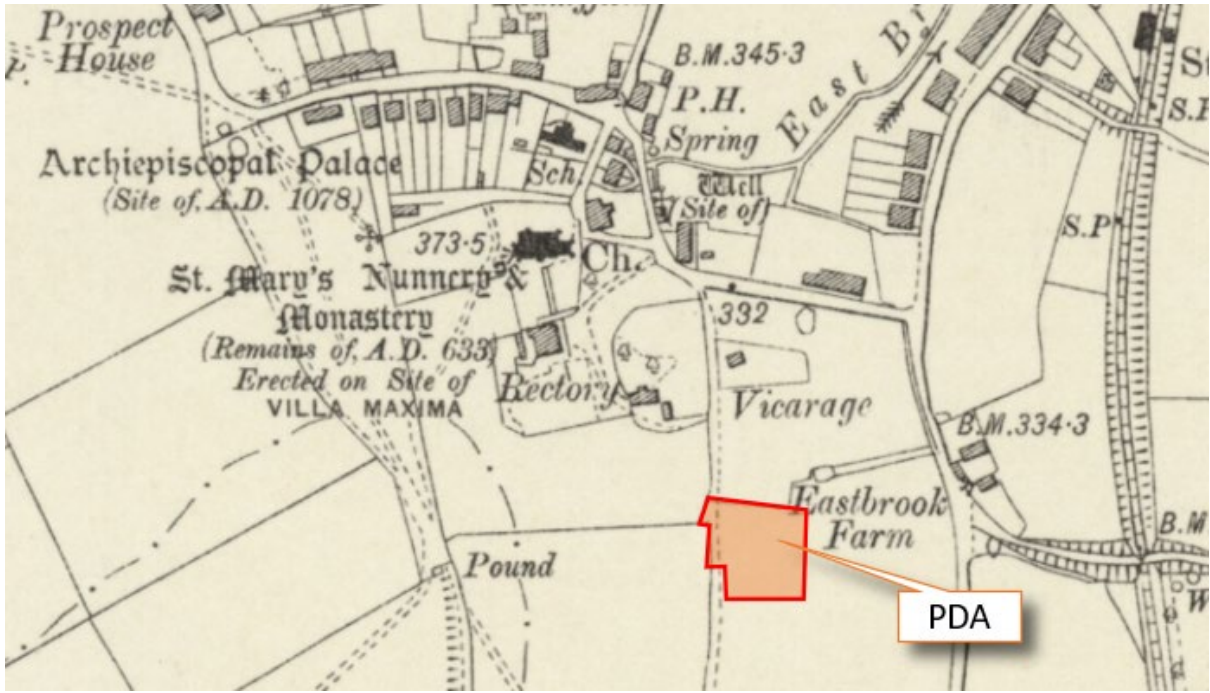 Prospect
House
B.M.345·3
P.H.
Spring
East Br
St
S.P.
Archiepiscopal Palace
(Site of, A.D. 1078)
Sch.
Well
(Site of)
S.P.
373·5
Ch.
St. Mary's Nunnery &
Monastery
(Remains of, A.D. 633)
Erected on Site of
VILLA MAXIMA
332
Rectory
Vicarage
B.M.334·3
Eastbrook
Farm
B.M
Pound
W
PDA